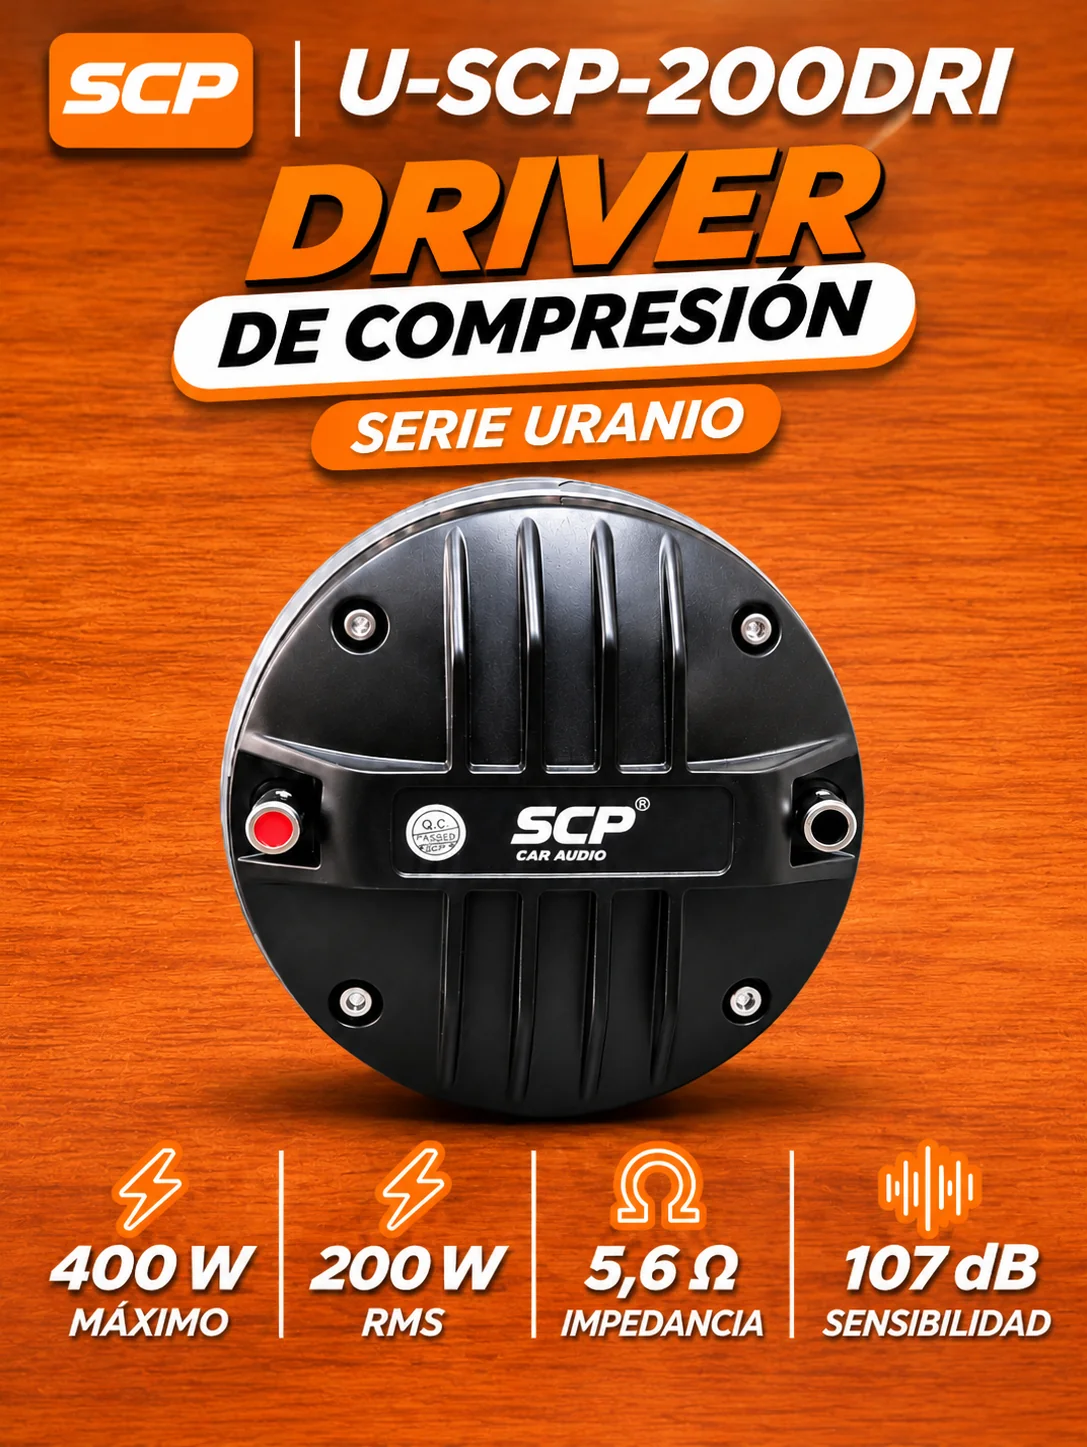 SCP
U-SCP-200DRI
DRIVER
DE COMPRESIÓN
SERIE URANIO
Q.C.
PASSED
SCP
SCP®
CAR AUDIO
400 W
MÁXIMO
200 W
RMS
5,6 Ω
IMPEDANCIA
107 dB
SENSIBILIDAD